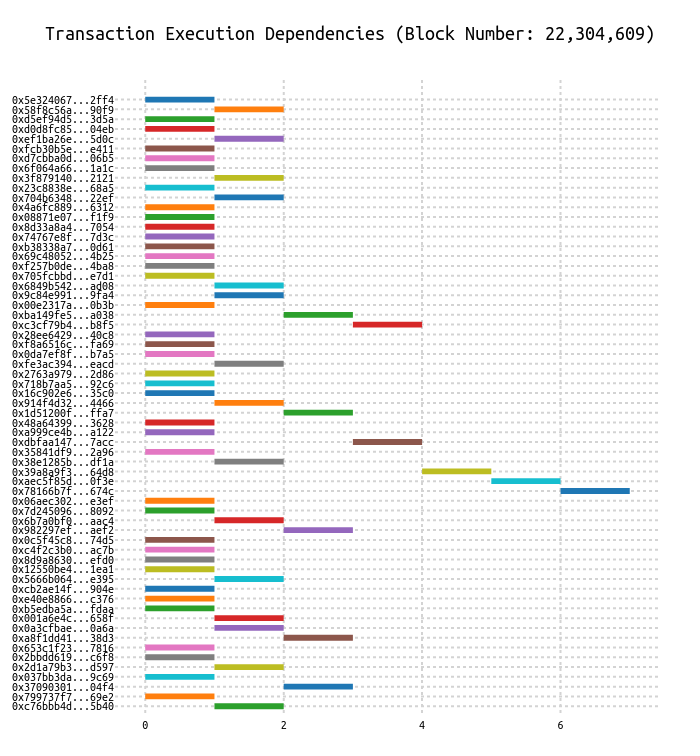 Transaction Execution Dependencies (Block Number: 22,304,609)
0x5e324067...2ff4
0x58f8c56a...90f9
0xd5ef94d5...3d5a
0xd0d8fc85...04eb
0xef1ba26e...5d0c
0xfcb30b5e...e411
0xd7cbba0d...06b5
0x6f064a66...1a1c
0x3f879140...2121
0x23c8838e...68a5
0x704b6348...22ef
0x4a6fc889...6312
0x08871e07...f1f9
0x8d33a8a4...7054
0x74767e8f...7d3c
0xb38338a7...0d61
0x69c48052...4b25
0xf257b0de...4ba8
0x705fcbbd...e7d1
0x6849b542...ad08
0x9c84e991...9fa4
0x00e2317a...0b3b
0xba149fe5...a038
0xc3cf79b4...b8f5
0x28ee6429...40c8
0xf8a6516c...fa69
0x0da7ef8f...b7a5
0xfe3ac394...eacd
0x2763a979...2d86
0x718b7aa5...92c6
0x16c902e6...35c0
0x914f4d32...4466
0x1d51200f...ffa7
0x48a64399...3628
0xa999ce4b...a122
0xdbfaa147...7acc
0x35841df9...2a96
0x38e1285b...df1a
0x39a8a9f3...64d8
0xaec5f85d...0f3e
0x78166b7f...674c
0x06aec302...e3ef
0x7d245096...8092
0x6b7a0bf0...aac4
0x982297ef...aef2
0x0c5f45c8...74d5
0xc4f2c3b0...ac7b
0x8d9a8630...efd0
0x12550be4...1ea1
0x5666b064...e395
0xcb2ae14f...904e
0xe40e8866...c376
0xb5edba5a...fdaa
0x001a6e4c...658f
0x0a3cfbae...0a6a
0xa8f1dd41...38d3
0x653c1f23...7816
0x2bbdd619...c6f8
0x2d1a79b3...d597
0x037bb3da...9c69
0x37090301...04f4
0x799737f7...69e2
0xc76bbb4d...5b40
0 2 4 6